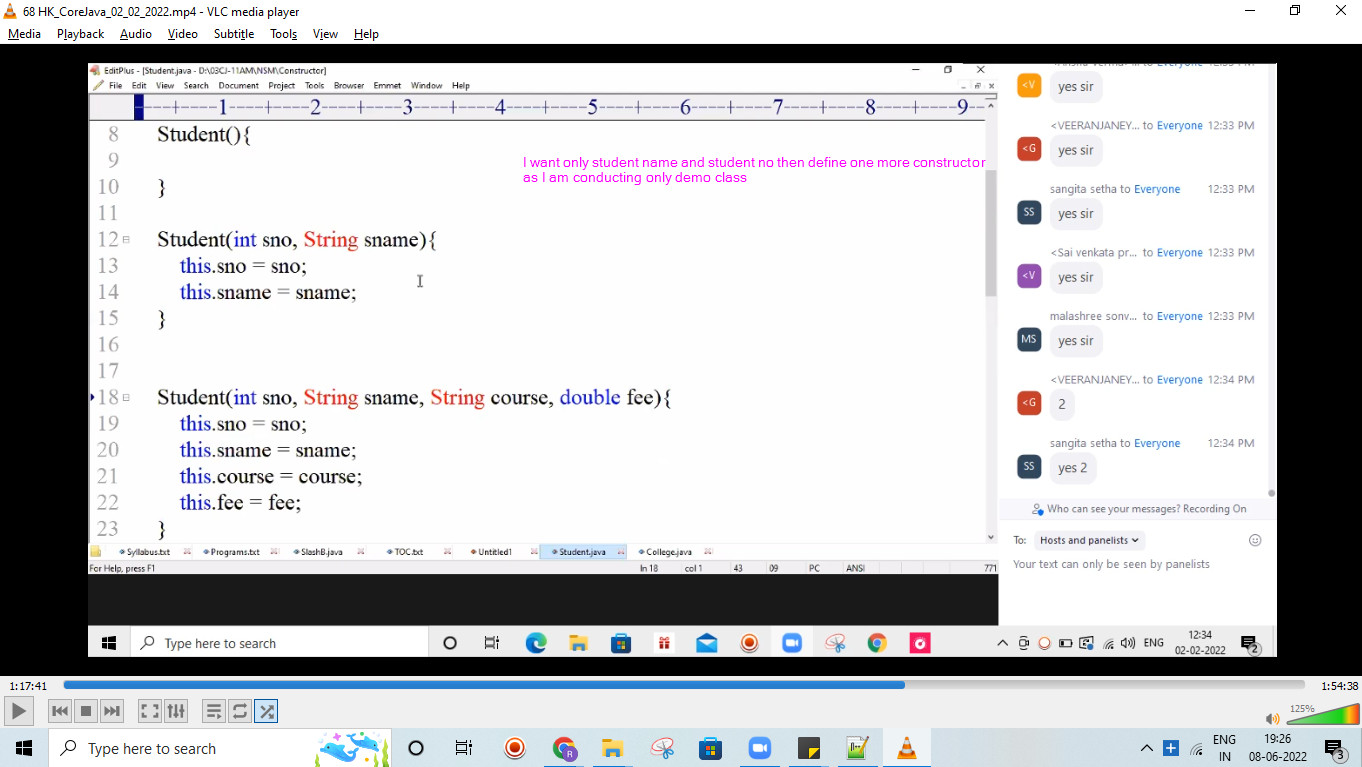 68 HK_CoreJava_02_02_2022.mp4 - VLC media player
Media Playback Audio Video Subtitle Tools View Help
EditPlus - [Student.java - D:\03CJ-11AM\NSM\Constructor]
File Edit View Search Document Project Tools Browser Emmet Window Help
1 2 3 4 5 6 7 8 9
8 Student(){
9
10 }
11
12 Student(int sno, String sname){
13 this.sno = sno;
14 this.sname = sname;
15 }
16
17
18 Student(int sno, String sname, String course, double fee){
19 this.sno = sno;
20 this.sname = sname;
21 this.course = course;
22 this.fee = fee;
23 }
I want only student name and student no then define one more constructor
as I am conducting only demo class
Syllabus.txt Programs.txt SlashB.java TOC.txt Untitled1 Student.java College.java
For Help, press F1 ln 18 col 1 43 09 PC ANSI 771
<V yes sir
<VEERANJANEY... to Everyone 12:33 PM
<G yes sir
sangita setha to Everyone 12:33 PM
SS yes sir
<Sai venkata pr... to Everyone 12:33 PM
<V yes sir
malashree sonv... to Everyone 12:33 PM
MS yes sir
<VEERANJANEY... to Everyone 12:34 PM
<G 2
sangita setha to Everyone 12:34 PM
SS yes 2
Who can see your messages? Recording On
To: Hosts and panelists
Your text can only be seen by panelists
Type here to search
ENG
12:34
02-02-2022
2
1:17:41 1:54:38
125%
Type here to search
ENG
IN
19:26
08-06-2022
3